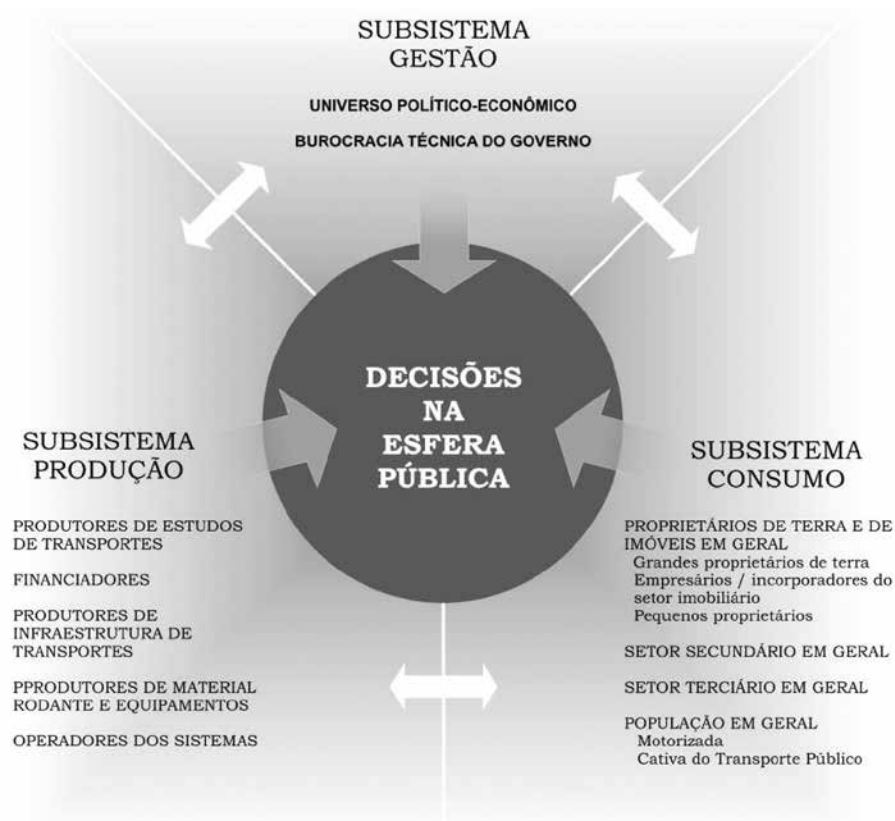 SUBSISTEMA
GESTÃO
UNIVERSO POLÍTICO-ECONÔMICO
BUROCRACIA TÉCNICA DO GOVERNO
DECISÕES
NA
ESFERA
PÚBLICA
SUBSISTEMA
PRODUÇÃO
PRODUTORES DE ESTUDOS
DE TRANSPORTES
FINANCIADORES
PRODUTORES DE
INFRAESTRUTURA DE
TRANSPORTES
PPRODUTORES DE MATERIAL
RODANTE E EQUIPAMENTOS
OPERADORES DOS SISTEMAS
SUBSISTEMA
CONSUMO
PROPRIETÁRIOS DE TERRA E DE
IMÓVEIS EM GERAL
Grandes proprietários de terra
Empresários / incorporadores do
setor imobiliário
Pequenos proprietários
SETOR SECUNDÁRIO EM GERAL
SETOR TERCIÁRIO EM GERAL
POPULAÇÃO EM GERAL
Motorizada
Cativa do Transporte Público